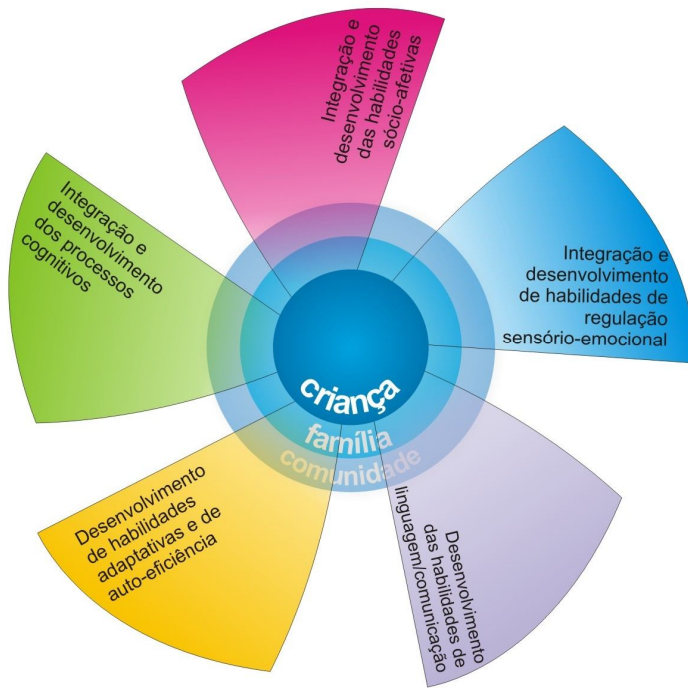 Integração e
desenvolvimento
das habilidades
sócio-afetivas
Integração e
desenvolvimento
de habilidades de
regulação
sensório-emocional
Desenvolvimento
das habilidades de
linguagem/comunicação
Desenvolvimento
de habilidades
adaptativas e de
auto-eficiência
Integração e
desenvolvimento
dos processos
cognitivos
criança
família
comunidade